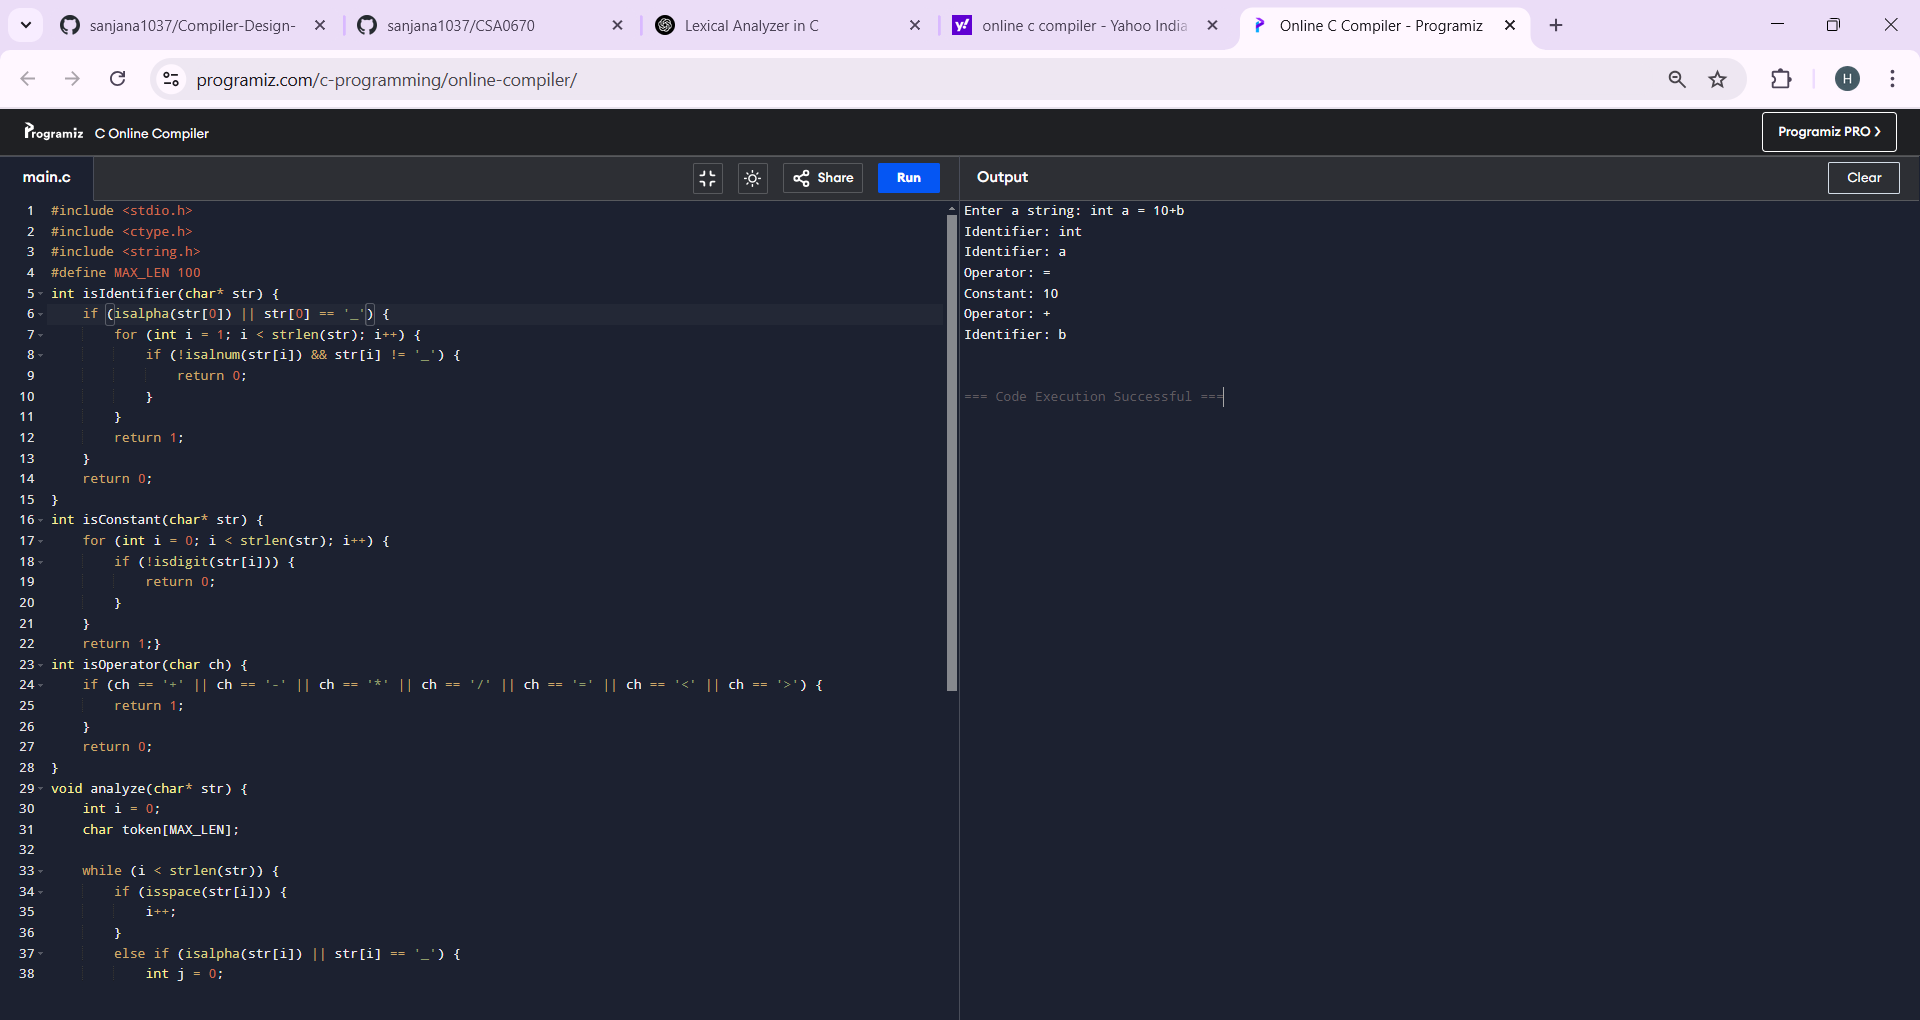 sanjana1037/Compiler-Design-
sanjana1037/CSA0670
Lexical Analyzer in C
online c compiler - Yahoo India
Online C Compiler - Programiz
programiz.com/c-programming/online-compiler/
H
Programiz C Online Compiler
Programiz PRO >
main.c
Share
Run
Output
Clear
1 #include <stdio.h>
2 #include <ctype.h>
3 #include <string.h>
4 #define MAX_LEN 100
5 int isIdentifier(char* str) {
6     if (isalpha(str[0]) || str[0] == '_') {
7         for (int i = 1; i < strlen(str); i++) {
8             if (!isalnum(str[i]) && str[i] != '_') {
9                 return 0;
10             }
11         }
12         return 1;
13     }
14     return 0;
15 }
16 int isConstant(char* str) {
17     for (int i = 0; i < strlen(str); i++) {
18         if (!isdigit(str[i])) {
19             return 0;
20         }
21     }
22     return 1;}
23 int isOperator(char ch) {
24     if (ch == '+' || ch == '-' || ch == '*' || ch == '/' || ch == '=' || ch == '<' || ch == '>') {
25         return 1;
26     }
27     return 0;
28 }
29 void analyze(char* str) {
30     int i = 0;
31     char token[MAX_LEN];
32
33     while (i < strlen(str)) {
34         if (isspace(str[i])) {
35             i++;
36         }
37         else if (isalpha(str[i]) || str[i] == '_') {
38             int j = 0;
Enter a string: int a = 10+b
Identifier: int
Identifier: a
Operator: =
Constant: 10
Operator: +
Identifier: b
=== Code Execution Successful ===